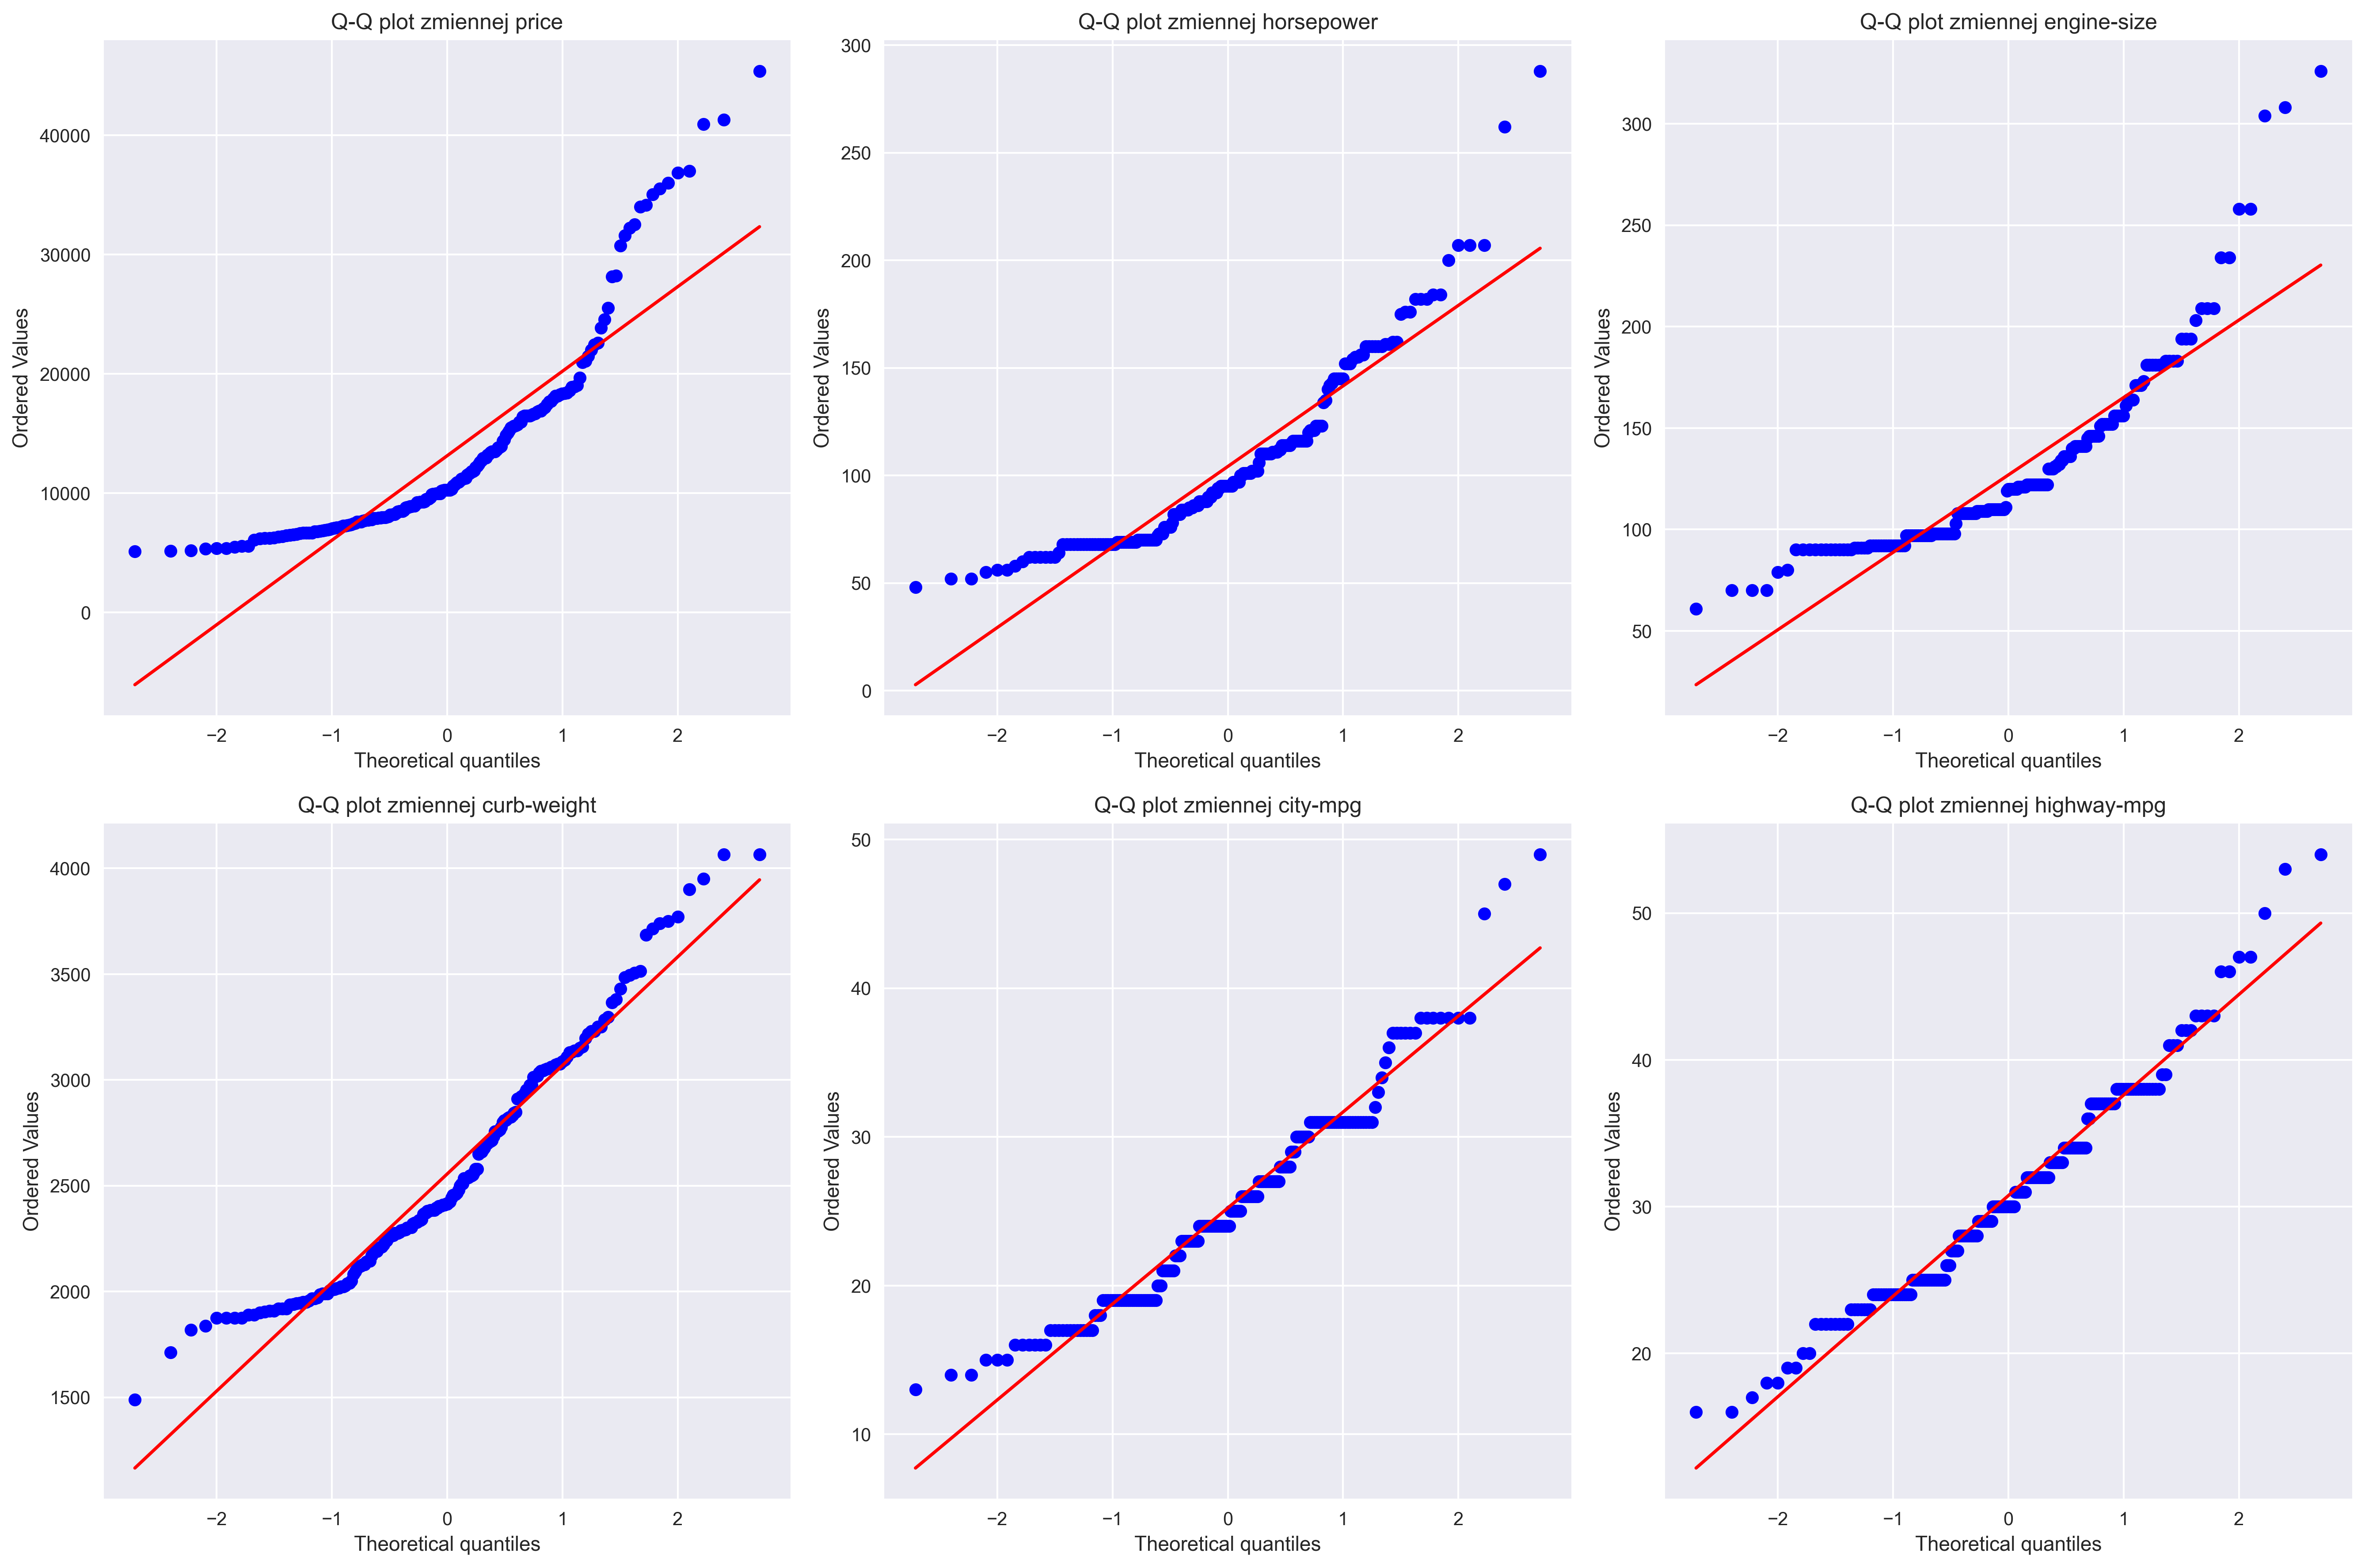 Q-Q plot zmiennej price
Ordered Values
40000
30000
20000
10000
0
−2 −1 0 1 2
Theoretical quantiles
Q-Q plot zmiennej horsepower
Ordered Values
300
250
200
150
100
50
0
−2 −1 0 1 2
Theoretical quantiles
Q-Q plot zmiennej engine-size
Ordered Values
300
250
200
150
100
50
−2 −1 0 1 2
Theoretical quantiles
Q-Q plot zmiennej curb-weight
Ordered Values
4000
3500
3000
2500
2000
1500
−2 −1 0 1 2
Theoretical quantiles
Q-Q plot zmiennej city-mpg
Ordered Values
50
40
30
20
10
−2 −1 0 1 2
Theoretical quantiles
Q-Q plot zmiennej highway-mpg
Ordered Values
50
40
30
20
−2 −1 0 1 2
Theoretical quantiles